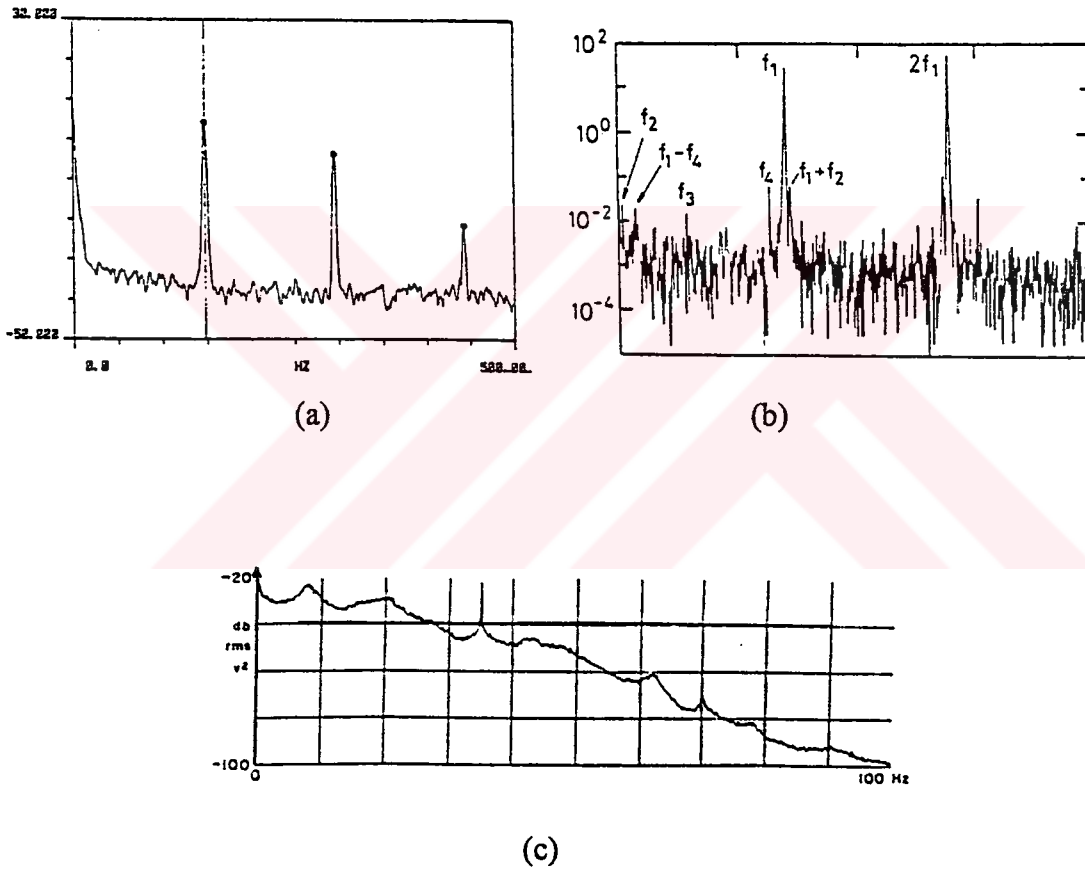 32.222
-52.222
0.0
HZ
500.00
(a)
10²
10⁰
10⁻²
10⁻⁴
f₂
f₁-f₄
f₃
f₄
f₁
f₁+f₂
2f₁
(b)
-20
db
rms
v²
-100
0
100 Hz
(c)